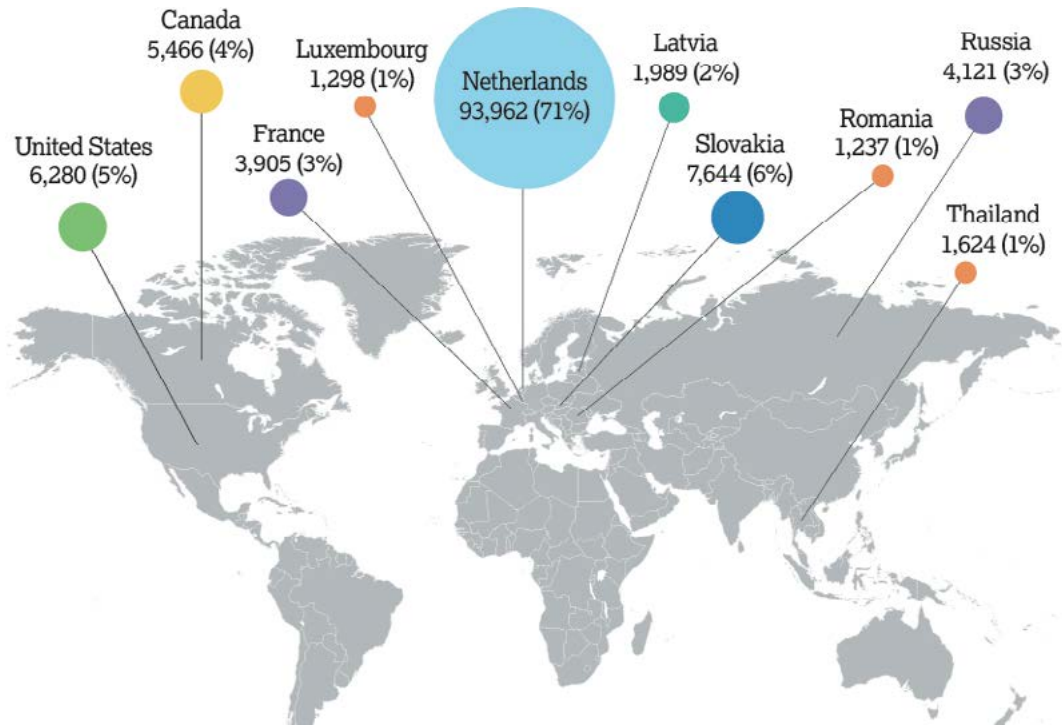 Canada
5,466 (4%)
Luxembourg
1,298 (1%)
Netherlands
93,962 (71%)
Latvia
1,989 (2%)
Russia
4,121 (3%)
United States
6,280 (5%)
France
3,905 (3%)
Slovakia
7,644 (6%)
Romania
1,237 (1%)
Thailand
1,624 (1%)